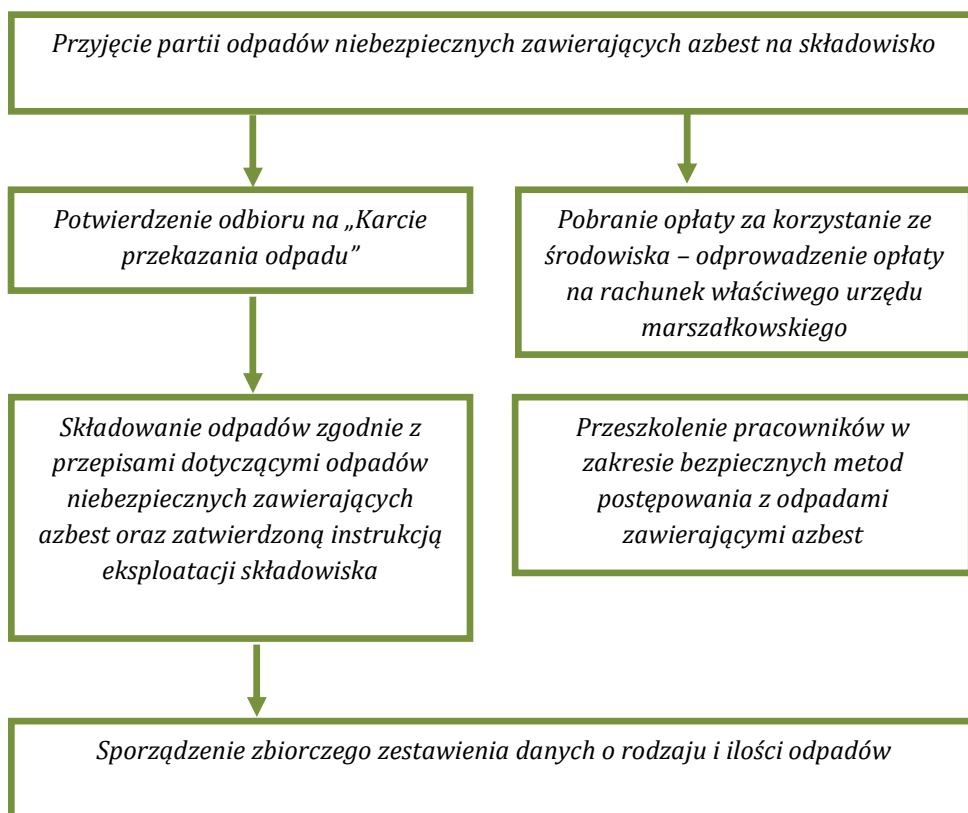 Przyjęcie partii odpadów niebezpiecznych zawierających azbest na składowisko
Potwierdzenie odbioru na „Karcie
przekazania odpadu”
Pobranie opłaty za korzystanie ze
środowiska – odprowadzenie opłaty
na rachunek właściwego urzędu
marszałkowskiego
Składowanie odpadów zgodnie z
przepisami dotyczącymi odpadów
niebezpiecznych zawierających
azbest oraz zatwierdzoną instrukcją
eksploatacji składowiska
Przeszkolenie pracowników w
zakresie bezpiecznych metod
postępowania z odpadami
zawierającymi azbest
Sporządzenie zbiorczego zestawienia danych o rodzaju i ilości odpadów